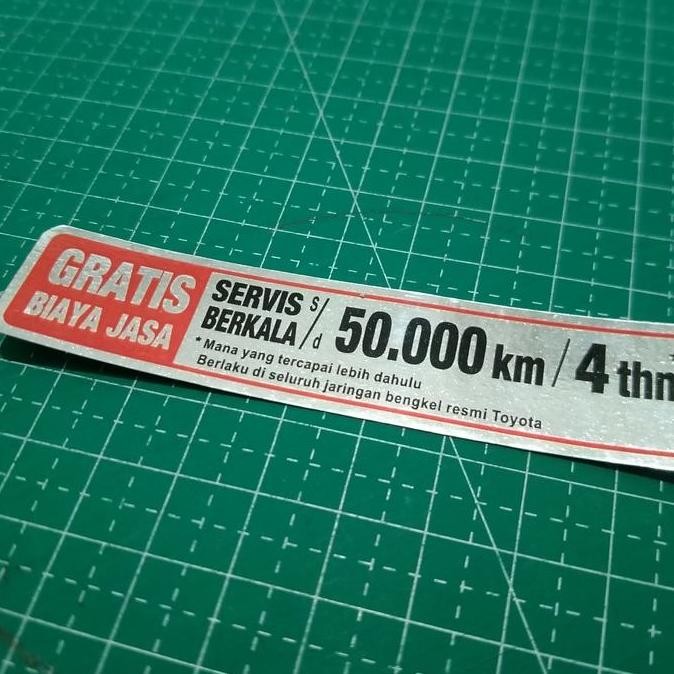 GRATIS
BIAYA JASA
SERVIS s/d
BERKALA
50.000 km / 4 thn
*Mana yang tercapai lebih dahulu
Berlaku di seluruh jaringan bengkel resmi Toyota